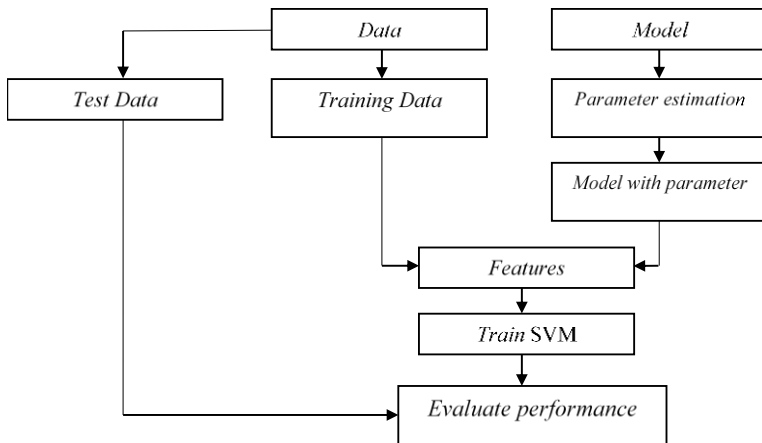 Data
Model
Test Data
Training Data
Parameter estimation
Model with parameter
Features
Train SVM
Evaluate performance